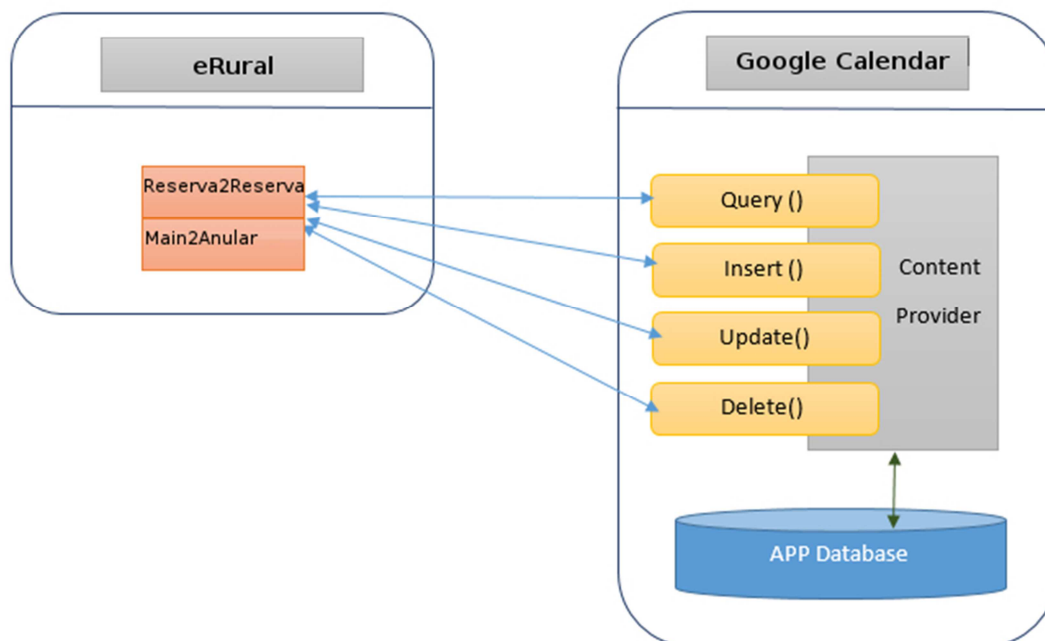 eRural
Reserva2Reserva
Main2Anular
Google Calendar
Query ()
Insert ()
Update()
Delete()
Content
Provider
APP Database